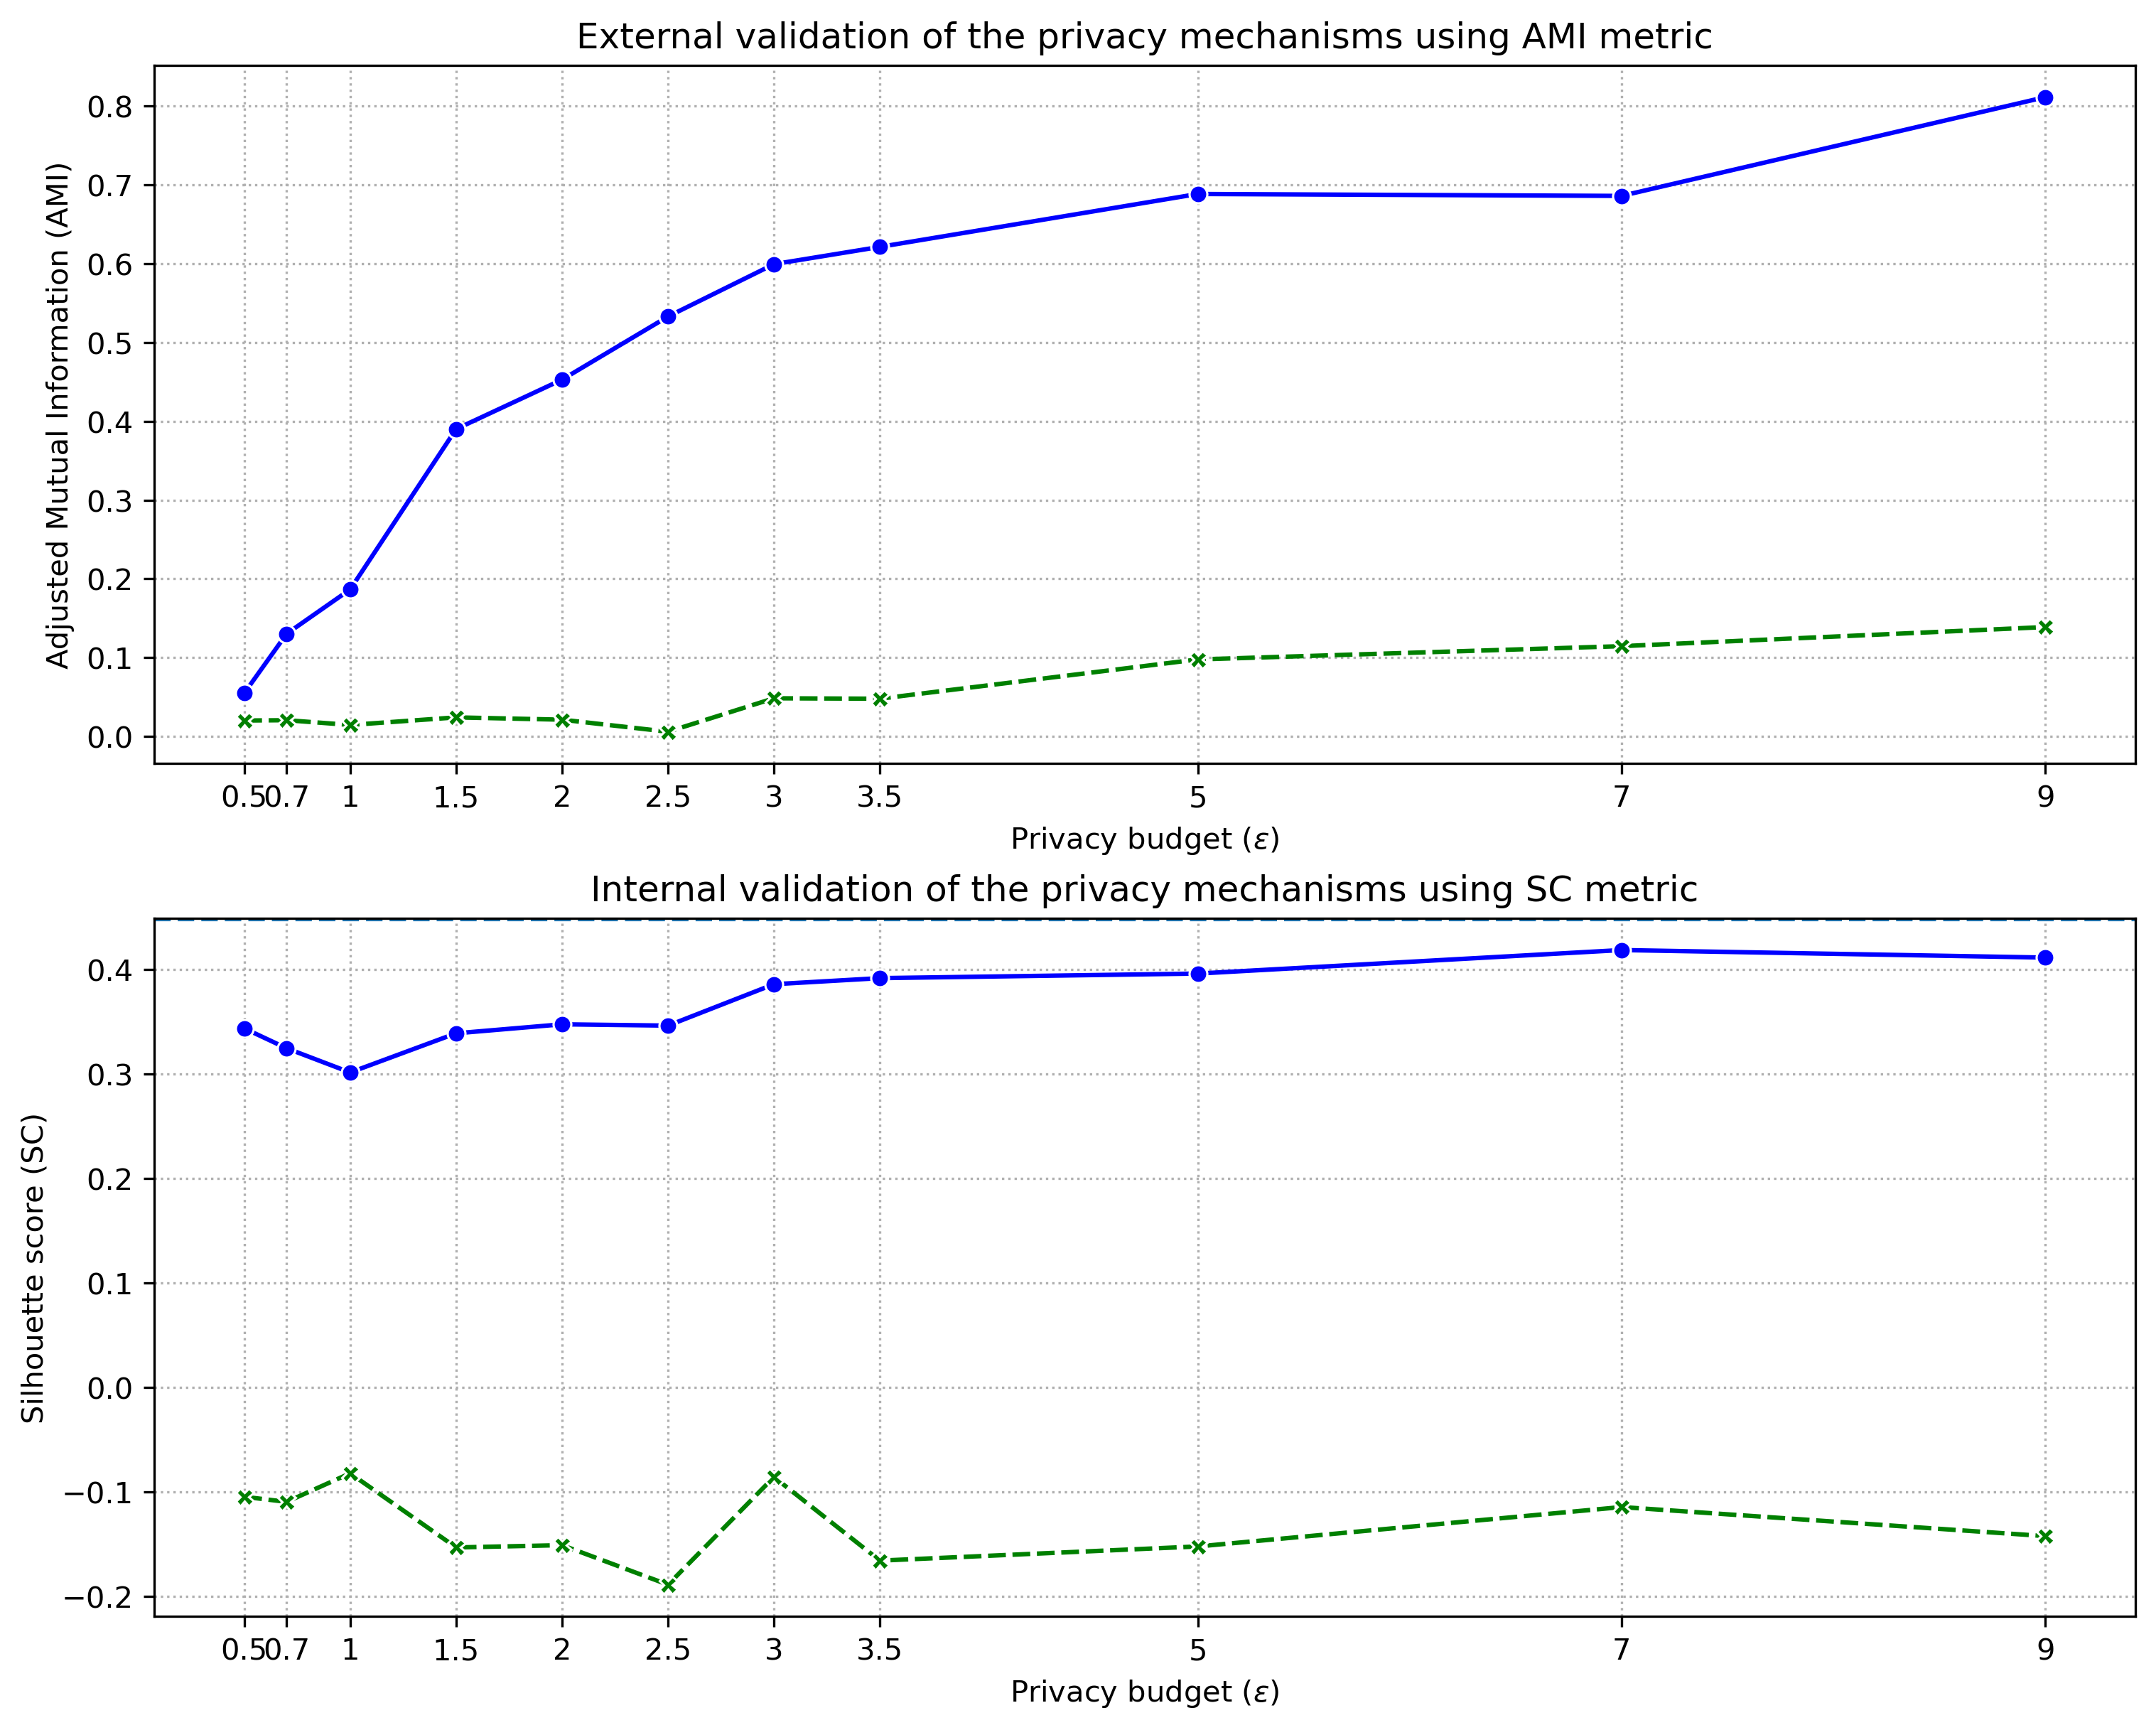 External validation of the privacy mechanisms using AMI metric
Adjusted Mutual Information (AMI)
0.8
0.7
0.6
0.5
0.4
0.3
0.2
0.1
0.0
0.5 0.7 1 1.5 2 2.5 3 3.5 5 7 9
Privacy budget (ε)
Internal validation of the privacy mechanisms using SC metric
Silhouette score (SC)
0.4
0.3
0.2
0.1
0.0
−0.1
−0.2
0.5 0.7 1 1.5 2 2.5 3 3.5 5 7 9
Privacy budget (ε)